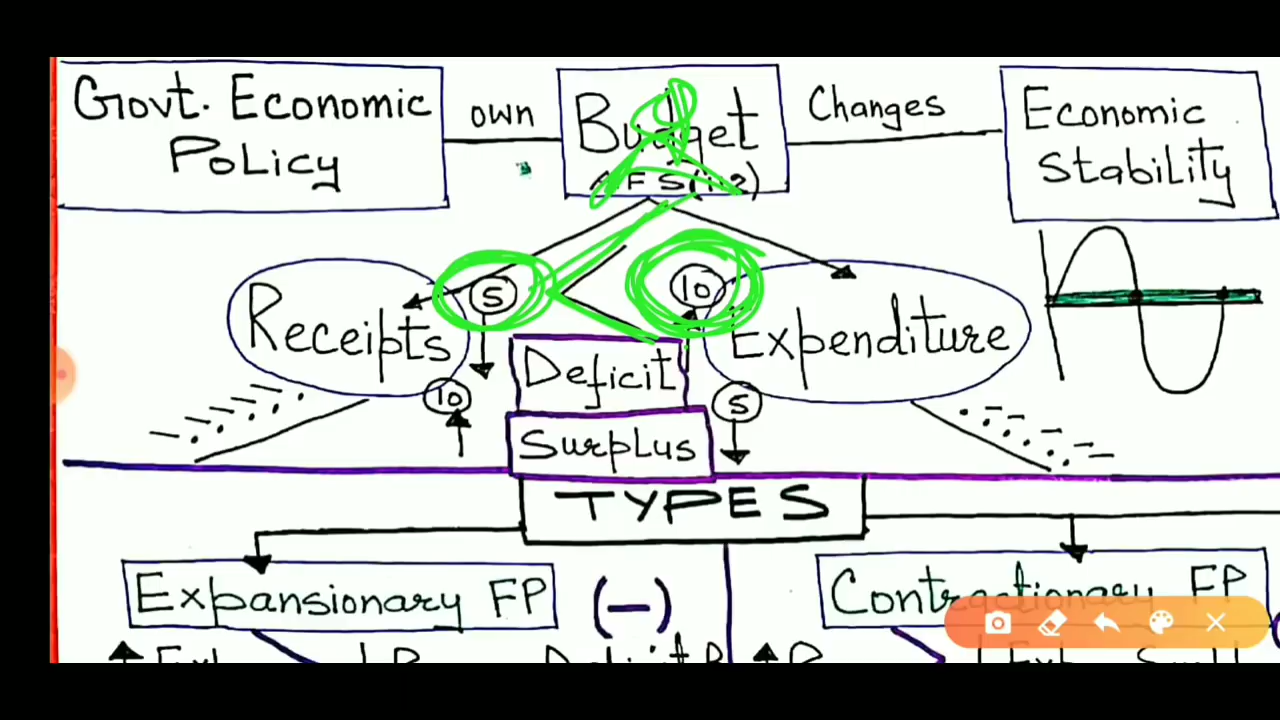 Govt. Economic
Policy
own
Budget
Changes
Economic
Stability
5
10
Receipts
Expenditure
Deficit
10
5
Surplus
TYPES
Expansionary FP
(-)
Contractionary FP